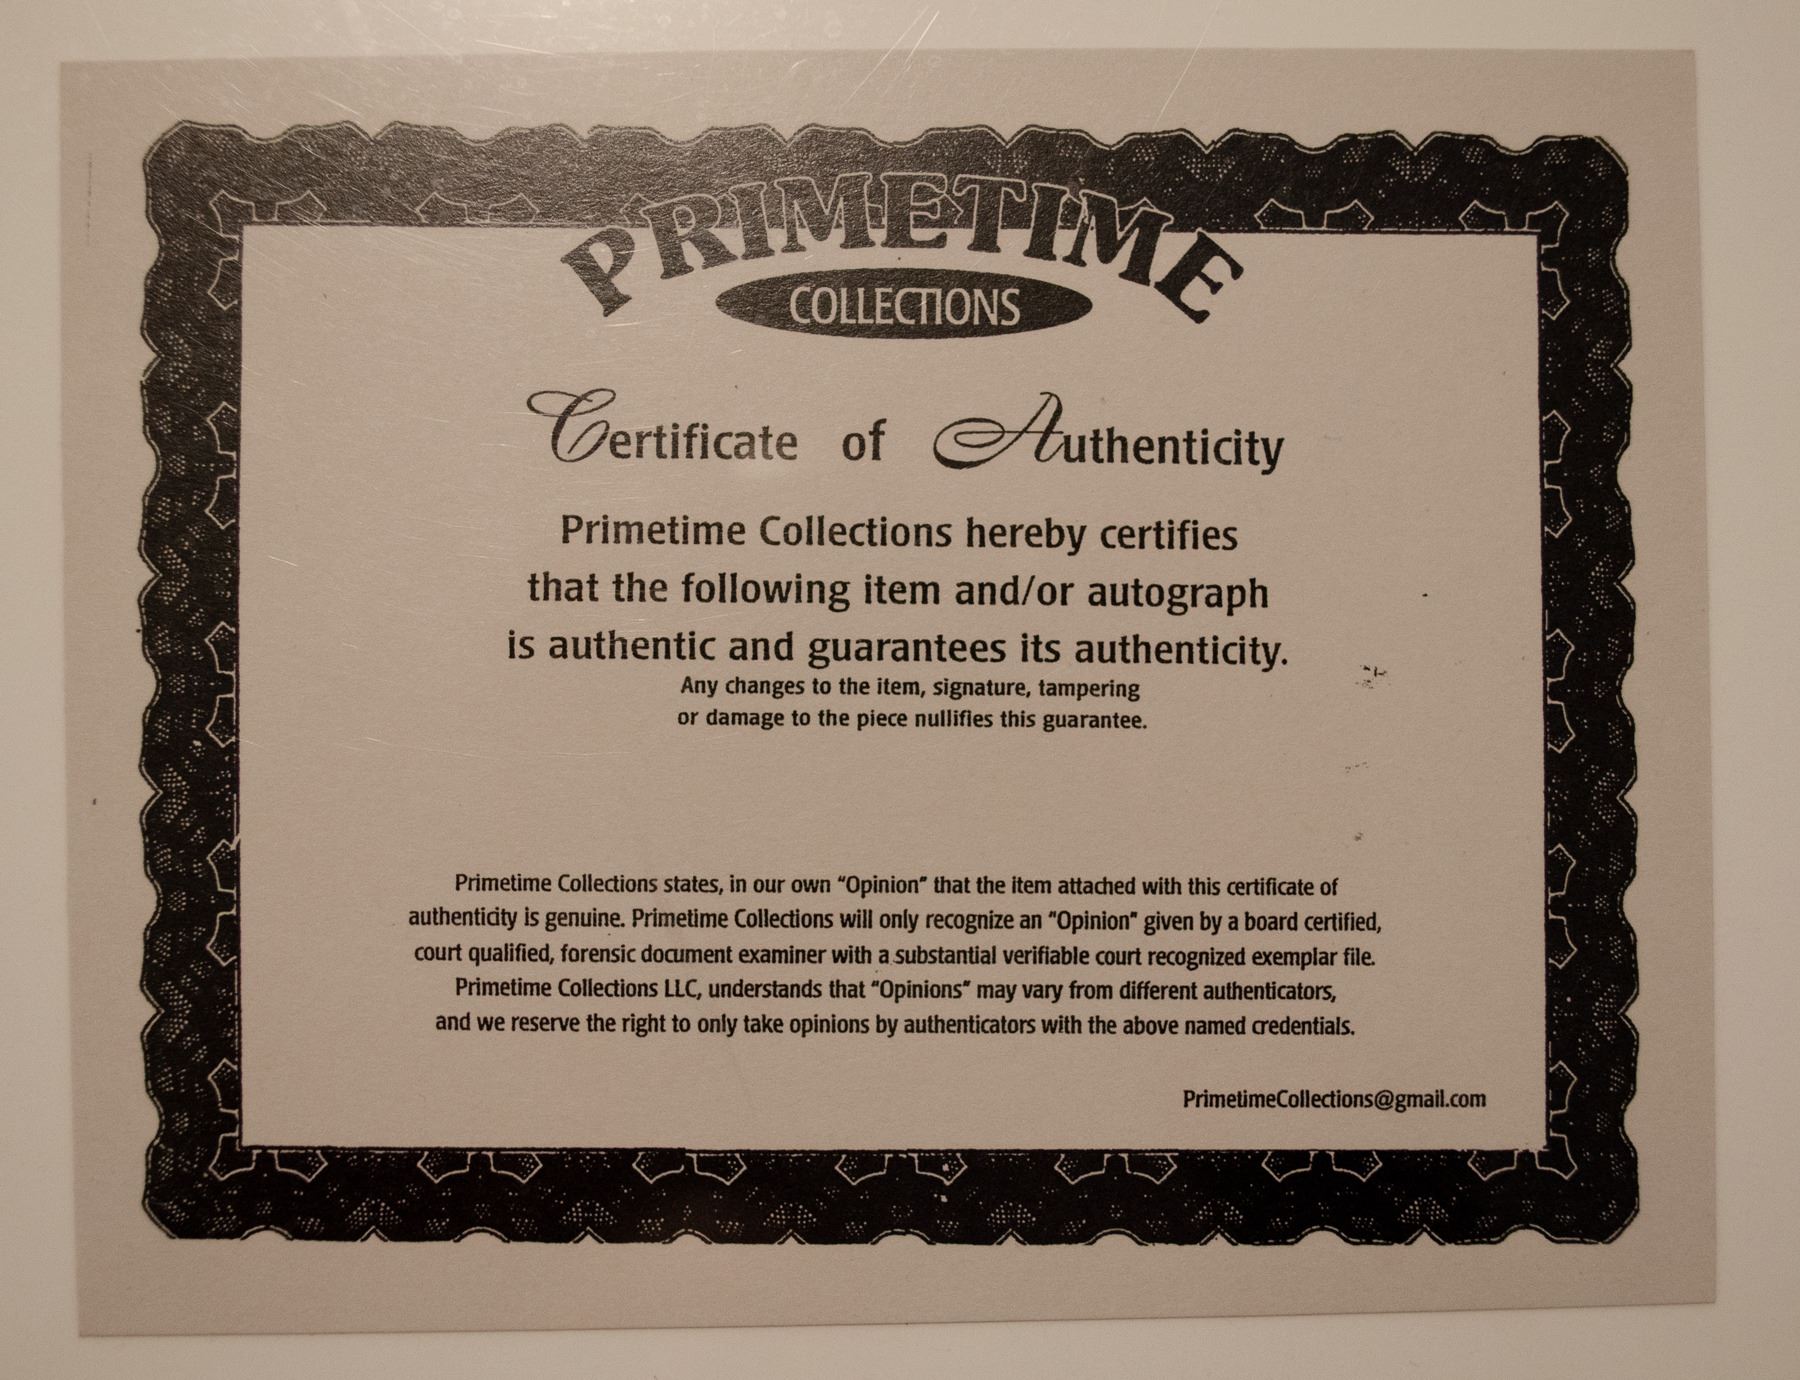 PRIMETIME
COLLECTIONS
Certificate of Authenticity
Primetime Collections hereby certifies
that the following item and/or autograph
is authentic and guarantees its authenticity.
Any changes to the item, signature, tampering
or damage to the piece nullifies this guarantee.
Primetime Collections states, in our own “Opinion” that the item attached with this certificate of
authenticity is genuine. Primetime Collections will only recognize an “Opinion” given by a board certified,
court qualified, forensic document examiner with a substantial verifiable court recognized exemplar file.
Primetime Collections LLC, understands that “Opinions” may vary from different authenticators,
and we reserve the right to only take opinions by authenticators with the above named credentials.
PrimetimeCollections@gmail.com